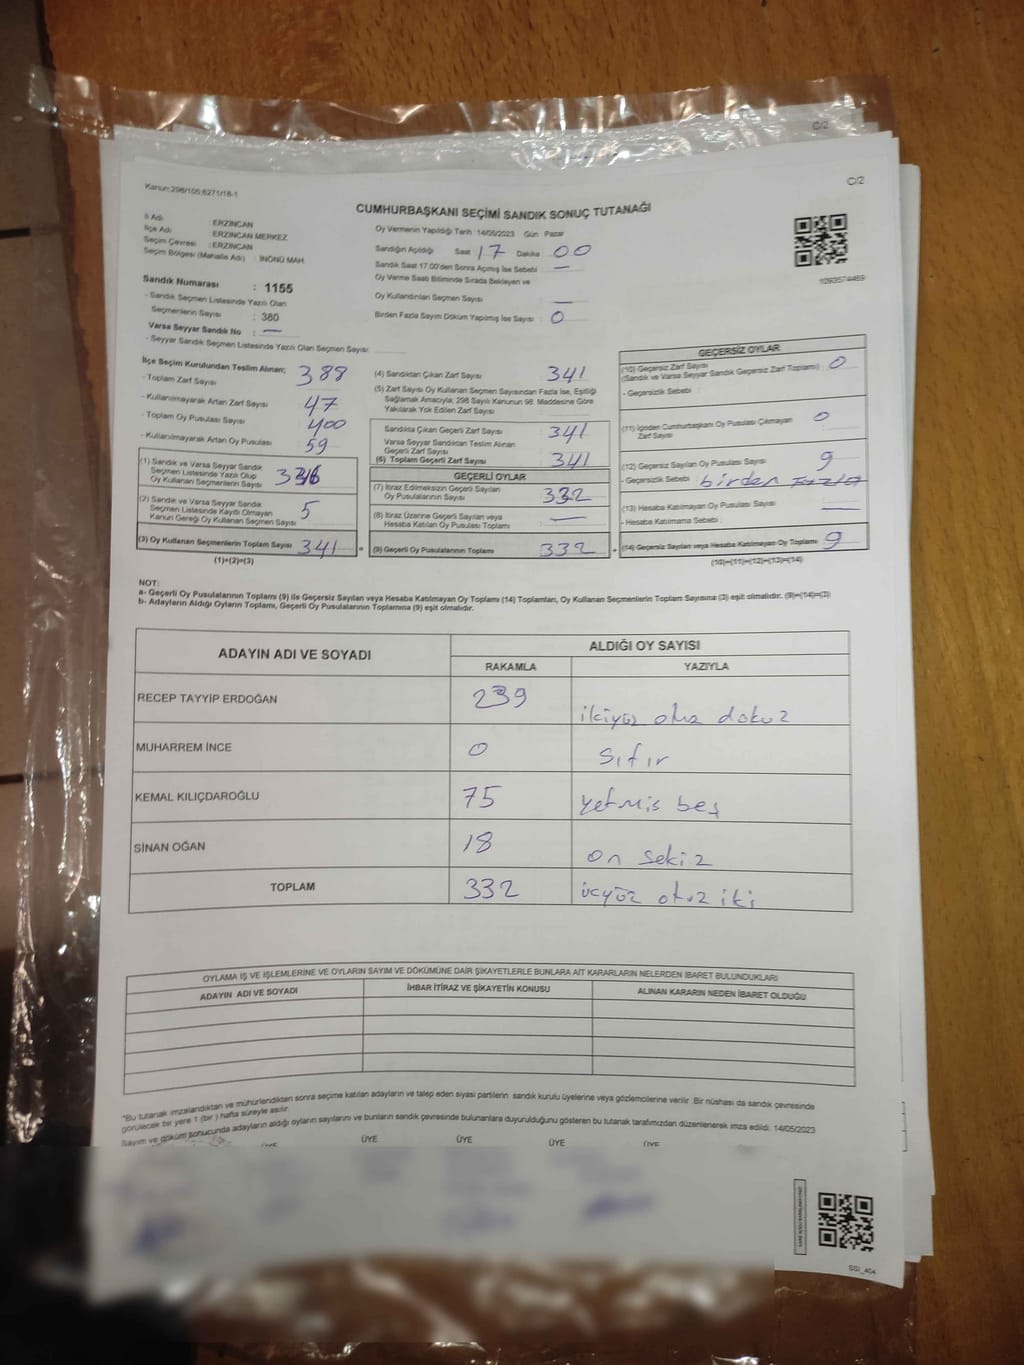 C/2
C/2
Kanun:298/105:6271/18-1
CUMHURBAŞKANI SEÇİMİ SANDIK SONUÇ TUTANAĞI
İl Adı : ERZİNCAN
İlçe Adı : ERZİNCAN MERKEZ
Seçim Çevresi : ERZİNCAN
Seçim Bölgesi (Mahalle Adı) : İNÖNÜ MAH.
Sandık Numarası : 1155
- Sandık Seçmen Listesinde Yazılı Olan
Seçmenlerin Sayısı : 380
Varsa Seyyar Sandık No : —
- Seyyar Sandık Seçmen Listesinde Yazılı Olan Seçmen Sayısı:
Oy Vermenin Yapıldığı Tarih : 14/05/2023 Gün : Pazar
Sandığın Açıldığı Saat 17 Dakika : 00
Sandık Saat 17.00'den Sonra Açılmış İse Sebebi : —
Oy Verme Saati Bitiminde Sırada Bekleyen ve
Oy Kullandırılan Seçmen Sayısı : —
Birden Fazla Sayım Döküm Yapılmış İse Sayısı : 0
1093574469
İlçe Seçim Kurulundan Teslim Alınan;
- Toplam Zarf Sayısı 388
- Kullanılmayarak Artan Zarf Sayısı 47
- Toplam Oy Pusulası Sayısı 400
- Kullanılmayarak Artan Oy Pusulası : 59
(1) Sandık ve Varsa Seyyar Sandık
Seçmen Listesinde Yazılı Olup
Oy Kullanan Seçmenlerin Sayısı 336
(2) Sandık ve Varsa Seyyar Sandık
Seçmen Listesinde Kayıtlı Olmayan
Kanun Gereği Oy Kullanan Seçmen Sayısı 5
(3) Oy Kullanan Seçmenlerin Toplam Sayısı 341
(1)+(2)=(3)
(4) Sandıktan Çıkan Zarf Sayısı 341
(5) Zarf Sayısı Oy Kullanan Seçmen Sayısından Fazla İse, Eşitliği
Sağlamak Amacıyla; 298 Sayılı Kanunun 98. Maddesine Göre
Yakılarak Yok Edilen Zarf Sayısı
Sandıkta Çıkan Geçerli Zarf Sayısı 341
Varsa Seyyar Sandıktan Teslim Alınan
Geçerli Zarf Sayısı
(6) Toplam Geçerli Zarf Sayısı 341
GEÇERLİ OYLAR
(7) İtiraz Edilmeksizin Geçerli Sayılan
Oy Pusulalarının Sayısı 332
(8) İtiraz Üzerine Geçerli Sayılan veya
Hesaba Katılan Oy Pusulası Toplamı —
(9) Geçerli Oy Pusulalarının Toplamı 332
GEÇERSİZ OYLAR
(10) Geçersiz Zarf Sayısı
(Sandık ve Varsa Seyyar Sandık Geçersiz Zarf Toplamı) : 0
- Geçersizlik Sebebi
(11) İçinden Cumhurbaşkanı Oy Pusulası Çıkmayan
Zarf Sayısı 0
(12) Geçersiz Sayılan Oy Pusulası Sayısı 9
- Geçersizlik Sebebi : birden fazla
(13) Hesaba Katılmayan Oy Pusulası Sayısı —
- Hesaba Katılmama Sebebi :
(14) Geçersiz Sayılan veya Hesaba Katılmayan Oy Toplamı 9
(10)+(11)+(12)+(13)=(14)
NOT:
a- Geçerli Oy Pusulalarının Toplamı (9) ile Geçersiz Sayılan veya Hesaba Katılmayan Oy Toplamı (14) Toplamları, Oy Kullanan Seçmenlerin Toplam Sayısına (3) eşit olmalıdır. (9)+(14)=(3)
b- Adayların Aldığı Oyların Toplamı, Geçerli Oy Pusulalarının Toplamına (9) eşit olmalıdır.
ADAYIN ADI VE SOYADI ALDIĞI OY SAYISI
RAKAMLA YAZIYLA
RECEP TAYYİP ERDOĞAN 239 ikiyüz otuz dokuz
MUHARREM İNCE 0 sıfır
KEMAL KILIÇDAROĞLU 75 yetmis beş
SİNAN OĞAN 18 on sekiz
TOPLAM 332 üçyüz otuz iki
OYLAMA İŞ VE İŞLEMLERİNE VE OYLARIN SAYIM VE DÖKÜMÜNE DAİR ŞİKAYETLERLE BUNLARA AİT KARARLARIN NELERDEN İBARET BULUNDUKLARI
ADAYIN ADI VE SOYADI İHBAR İTİRAZ VE ŞİKAYETİN KONUSU ALINAN KARARIN NEDEN İBARET OLDUĞU
"Bu tutanak imzalandıktan ve mühürlendikten sonra seçime katılan adayların ve talep eden siyasi partilerin sandık kurulu üyelerine veya gözlemcilerine verilir .Bir nüshası da sandık çevresinde
görülecek bir yere 1 (bir ) hafta süreyle asılır.
Sayım ve döküm sonucunda adayların aldığı oyların sayılarını ve bunların sandık çevresinde bulunanlara duyurulduğunu gösteren bu tutanak tarafımızdan düzenlenerek imza edildi. 14/05/2023
ÜYE ÜYE ÜYE ÜYE ÜYE
SSİ_404